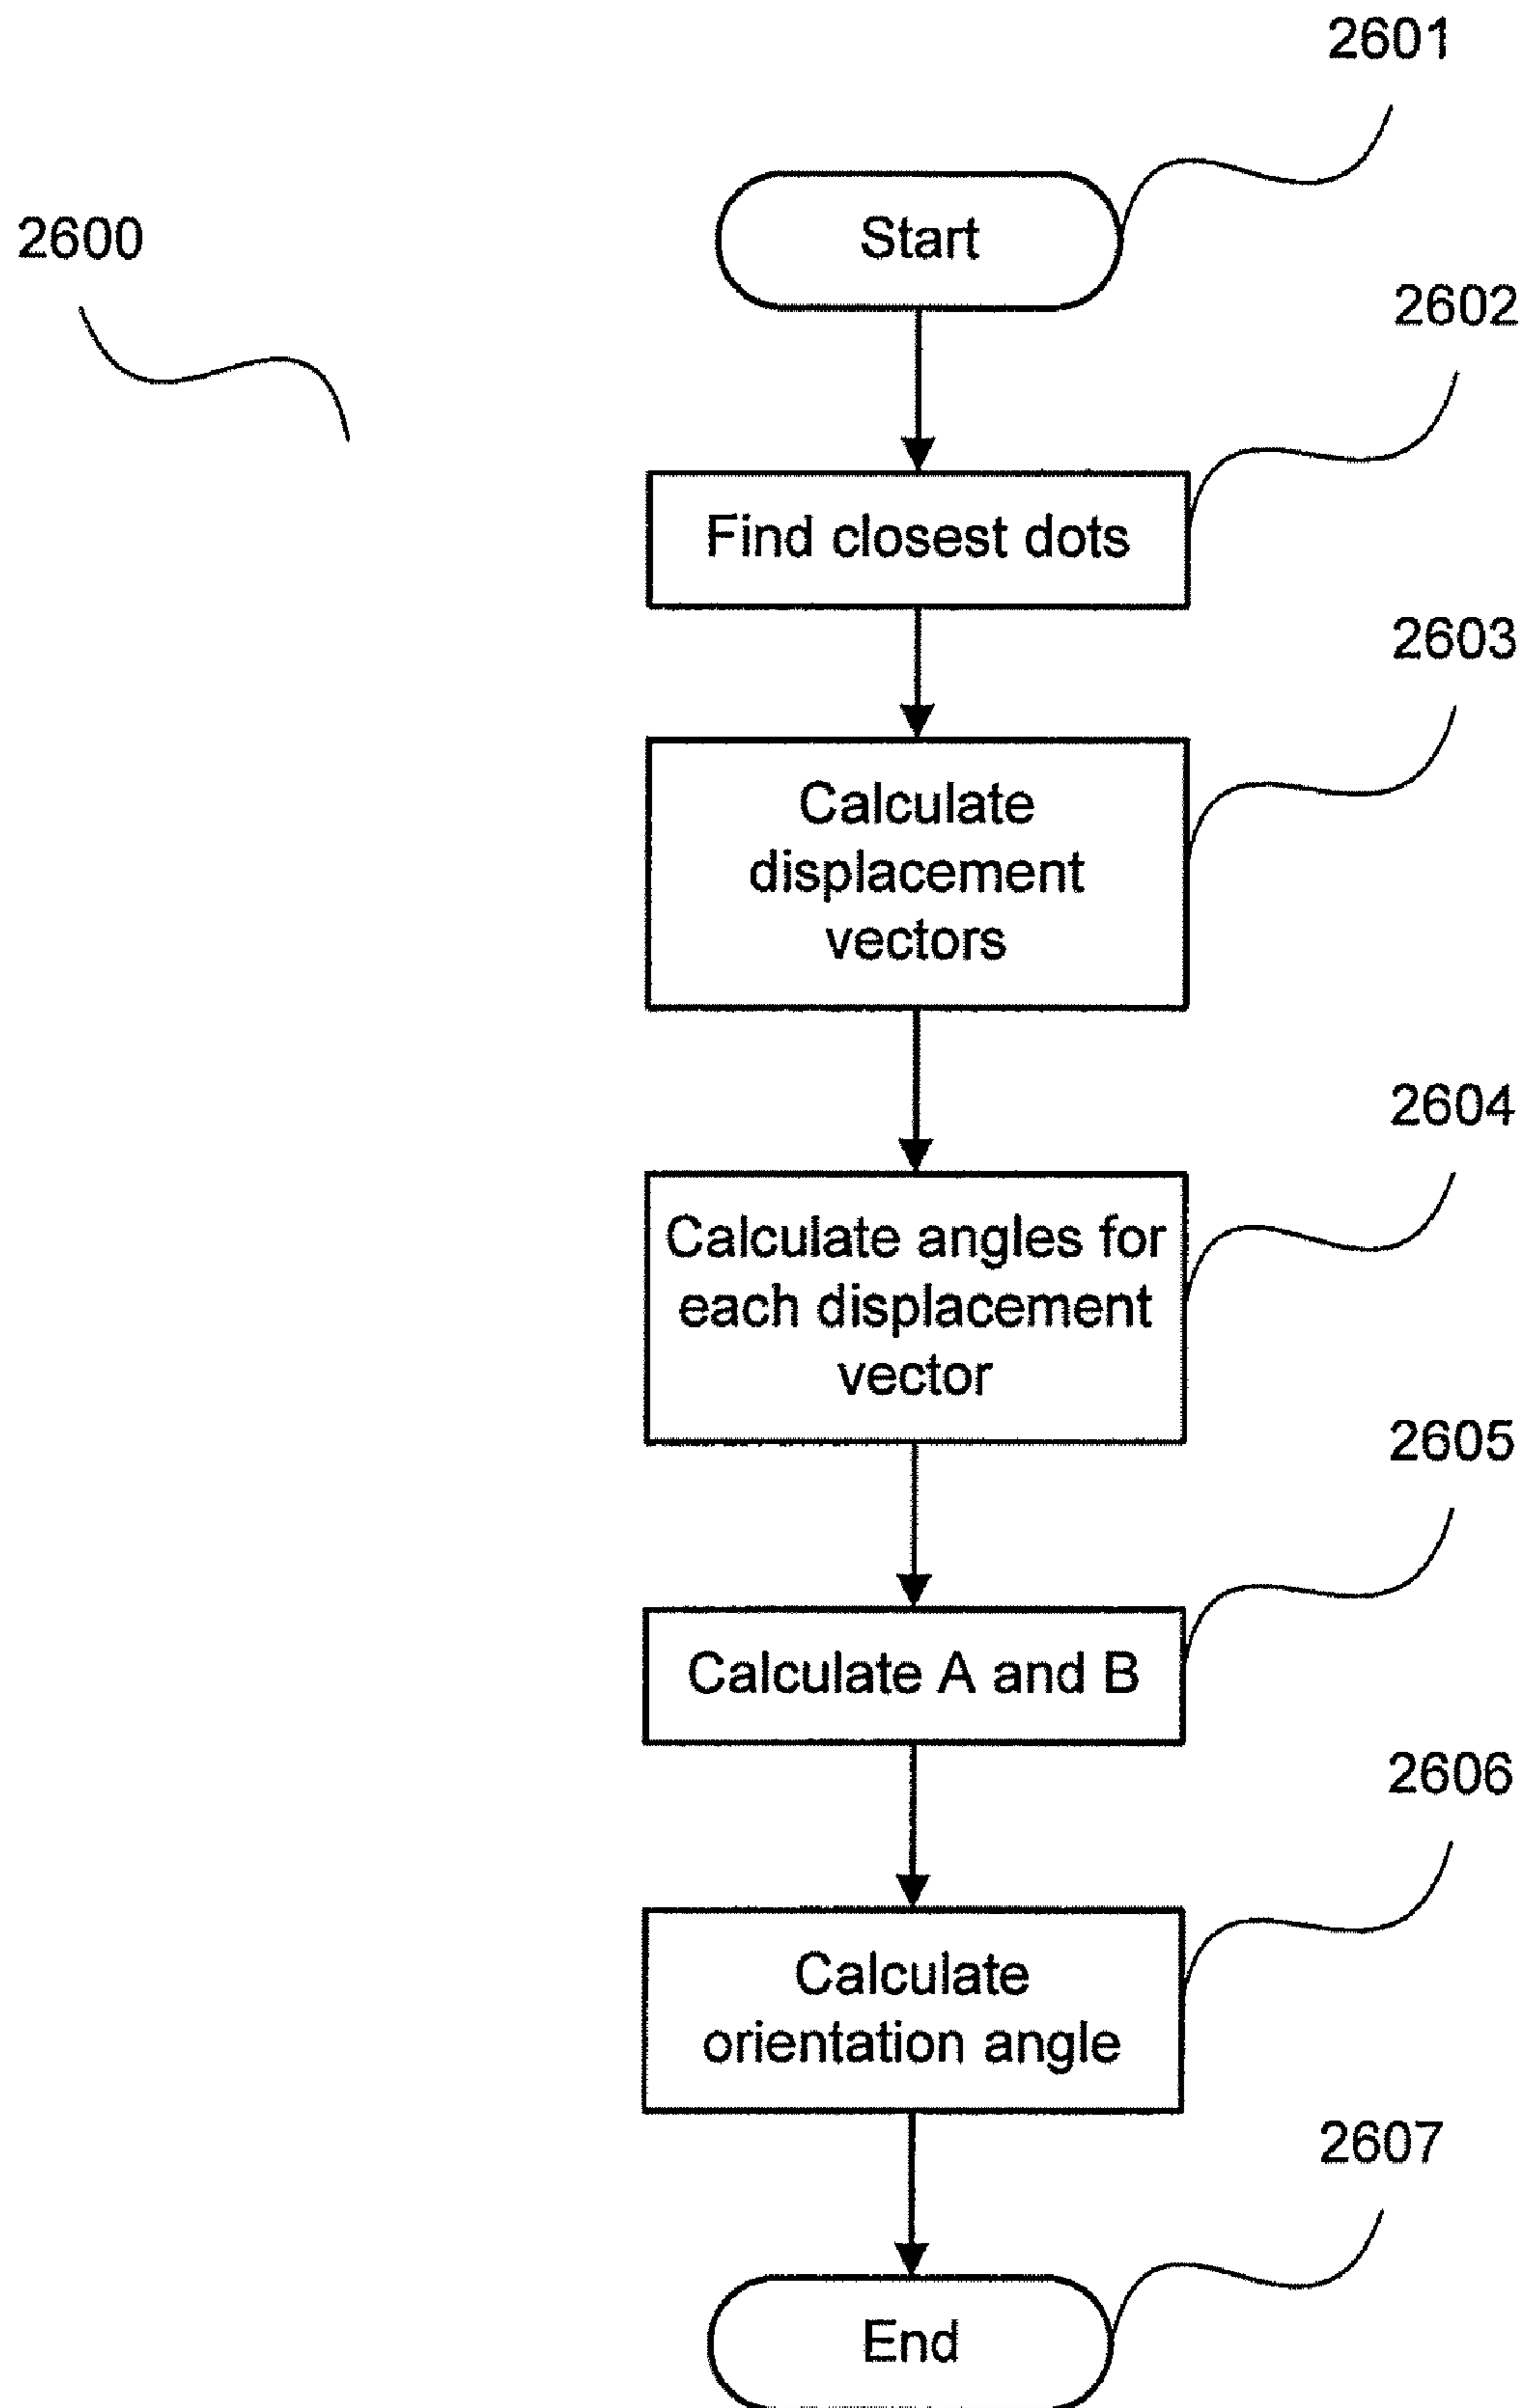 2601
2600
Start
2602
Find closest dots
2603
Calculate
displacement
vectors
2604
Calculate angles for
each displacement
vector
2605
Calculate A and B
2606
Calculate
orientation angle
2607
End